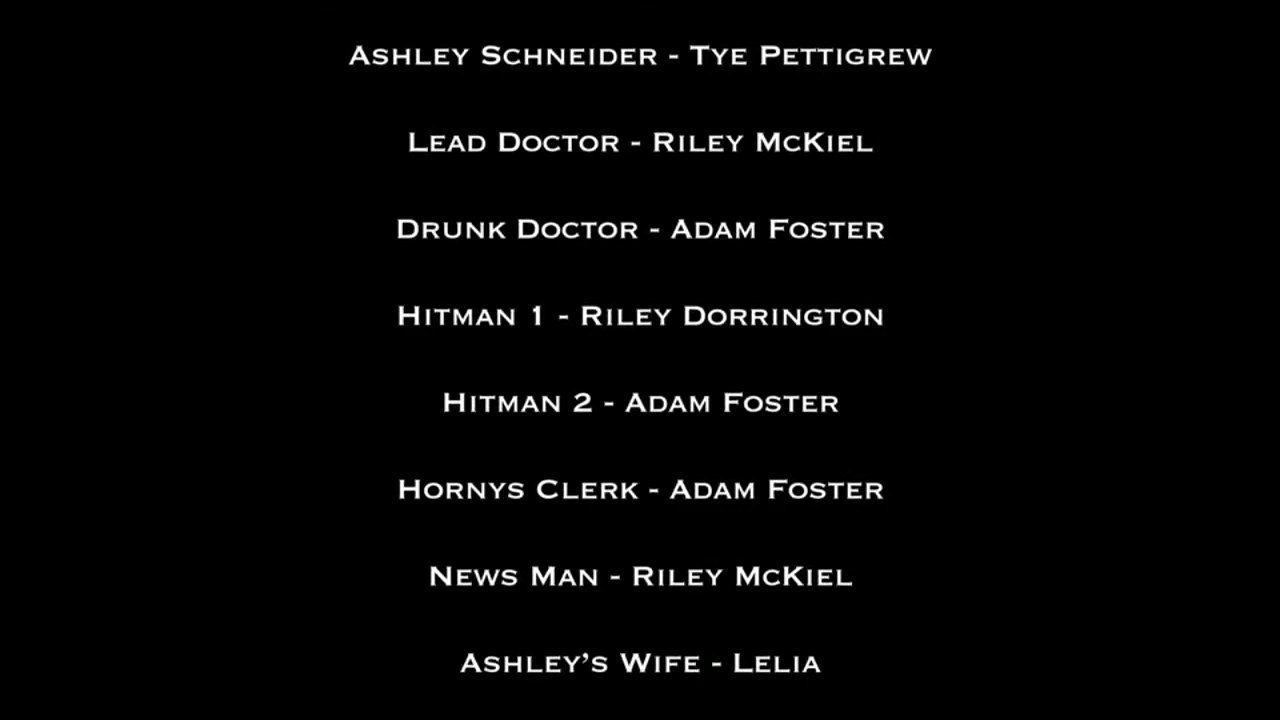 Ashley Schneider - Tye Pettigrew
Lead Doctor - Riley McKiel
Drunk Doctor - Adam Foster
Hitman 1 - Riley Dorrington
Hitman 2 - Adam Foster
Hornys Clerk - Adam Foster
News Man - Riley McKiel
Ashley’s Wife - Lelia